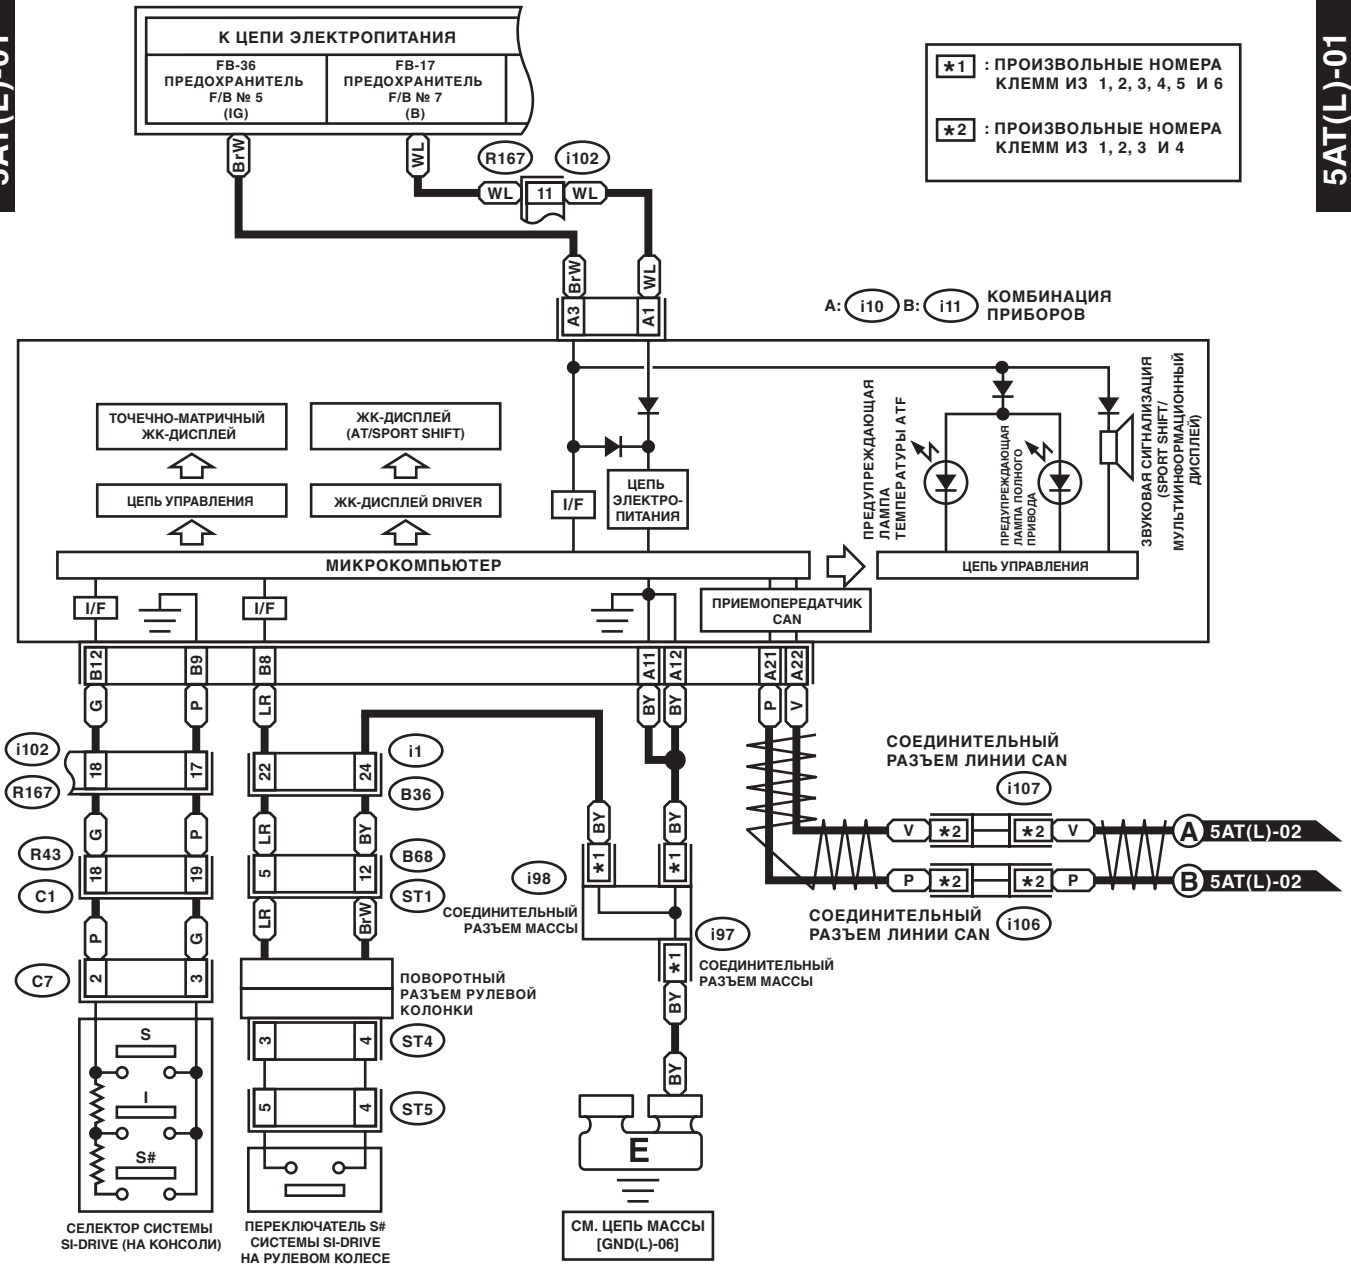 5AT(L)-01
5AT(L)-01
К ЦЕПИ ЭЛЕКТРОПИТАНИЯ
FB-36
ПРЕДОХРАНИТЕЛЬ
F/B № 5
(IG)
FB-17
ПРЕДОХРАНИТЕЛЬ
F/B № 7
(B)
*1 : ПРОИЗВОЛЬНЫЕ НОМЕРА
КЛЕММ ИЗ 1, 2, 3, 4, 5 И 6
*2 : ПРОИЗВОЛЬНЫЕ НОМЕРА
КЛЕММ ИЗ 1, 2, 3 И 4
BrW
WL
R167
i102
WL 11 WL
BrW
WL
A3
A1
A: i10 B: i11 КОМБИНАЦИЯ
ПРИБОРОВ
ТОЧЕЧНО-МАТРИЧНЫЙ
ЖК-ДИСПЛЕЙ
ЖК-ДИСПЛЕЙ
(AT/SPORT SHIFT)
ЦЕПЬ УПРАВЛЕНИЯ
ЖК-ДИСПЛЕЙ DRIVER
I/F
ЦЕПЬ
ЭЛЕКТРО-
ПИТАНИЯ
ПРЕДУПРЕЖДАЮЩАЯ
ЛАМПА
ТЕМПЕРАТУРЫ ATF
ПРЕДУПРЕЖДАЮЩАЯ
ЛАМПА ПОЛНОГО
ПРИВОДА
ЗВУКОВАЯ СИГНАЛИЗАЦИЯ
(SPORT SHIFT/
МУЛЬТИИНФОРМАЦИОННЫЙ
ДИСПЛЕЙ)
МИКРОКОМПЬЮТЕР
ЦЕПЬ УПРАВЛЕНИЯ
I/F
I/F
ПРИЕМОПЕРЕДАТЧИК
CAN
B12
B9
B8
A11
A12
A21
A22
G
P
LR
BY
BY
P
V
i102
R167
18
17
22
24
i1
B36
СОЕДИНИТЕЛЬНЫЙ
РАЗЪЕМ ЛИНИИ CAN
i107
G
P
LR
BY
BY
BY
V *2 *2 V A 5AT(L)-02
R43
C1
18
19
5
12
B68
ST1
i98
*1
*1
P *2 *2 P B 5AT(L)-02
СОЕДИНИТЕЛЬНЫЙ
РАЗЪЕМ МАССЫ
СОЕДИНИТЕЛЬНЫЙ
РАЗЪЕМ ЛИНИИ CAN
i106
P
G
LR
BrW
i97
*1
СОЕДИНИТЕЛЬНЫЙ
РАЗЪЕМ МАССЫ
C7
2
3
ПОВОРОТНЫЙ
РАЗЪЕМ РУЛЕВОЙ
КОЛОНКИ
BY
3
4
ST4
BY
5
4
ST5
S
I
S#
E
СЕЛЕКТОР СИСТЕМЫ
SI-DRIVE (НА КОНСОЛИ)
ПЕРЕКЛЮЧАТЕЛЬ S#
СИСТЕМЫ SI-DRIVE
НА РУЛЕВОМ КОЛЕСЕ
СМ. ЦЕПЬ МАССЫ
[GND(L)-06]